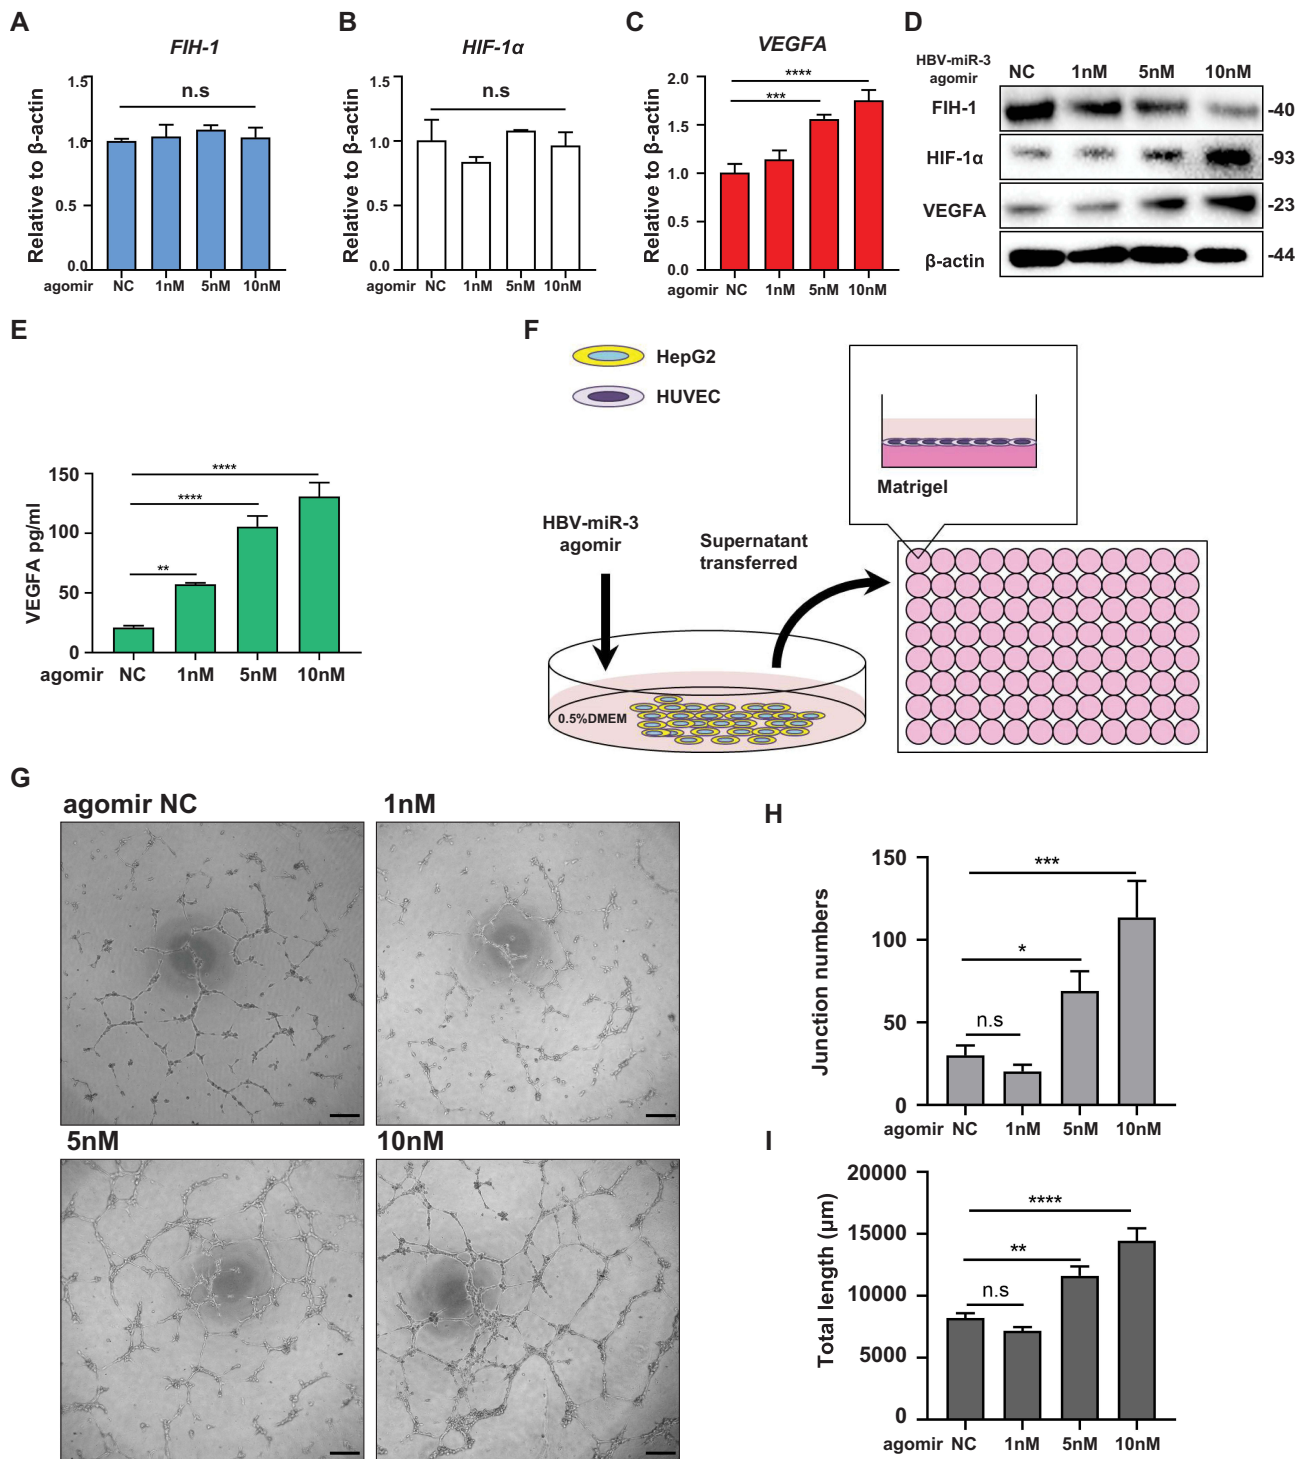 A
FIH-1
Relative to β-actin
1.5
1.0
0.5
0.0
n.s
agomir NC 1nM 5nM 10nM
B
HIF-1α
Relative to β-actin
1.5
1.0
0.5
0.0
n.s
agomir NC 1nM 5nM 10nM
C
VEGFA
Relative to β-actin
2.0
1.5
1.0
0.5
0.0
****
***
agomir NC 1nM 5nM 10nM
D
HBV-miR-3
agomir
NC 1nM 5nM 10nM
FIH-1 -40
HIF-1α -93
VEGFA -23
β-actin -44
E
VEGFA pg/ml
150
100
50
0
****
****
**
agomir NC 1nM 5nM 10nM
F
HepG2
HUVEC
Matrigel
HBV-miR-3
agomir
Supernatant
transferred
0.5%DMEM
G
agomir NC
1nM
5nM
10nM
H
Junction numbers
150
100
50
0
***
*
n.s
agomir NC 1nM 5nM 10nM
I
Total length (μm)
20000
15000
10000
5000
0
****
**
n.s
agomir NC 1nM 5nM 10nM